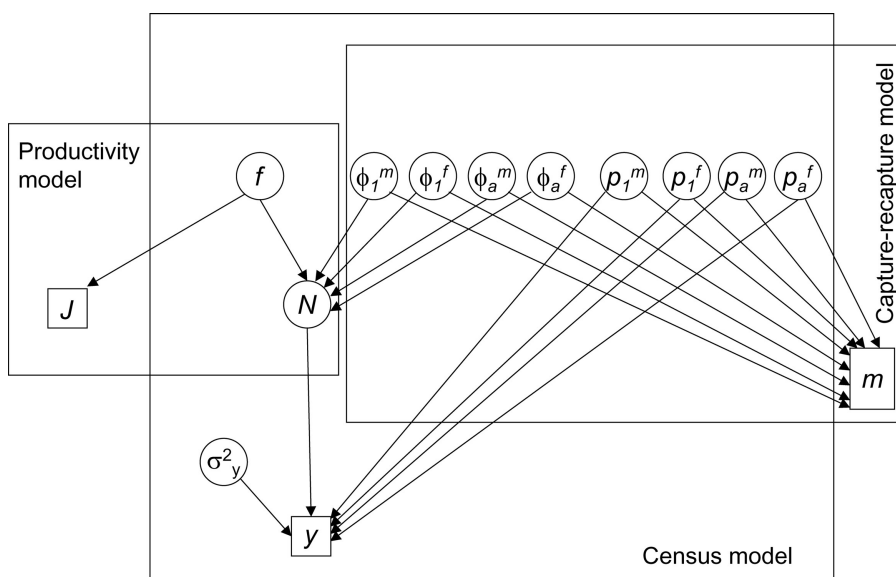 Productivity
model
f
ϕ₁ᵐ
ϕ₁ᶠ
ϕₐᵐ
ϕₐᶠ
p₁ᵐ
p₁ᶠ
pₐᵐ
pₐᶠ
Capture-recapture model
J
N
m
σ²y
y
Census model